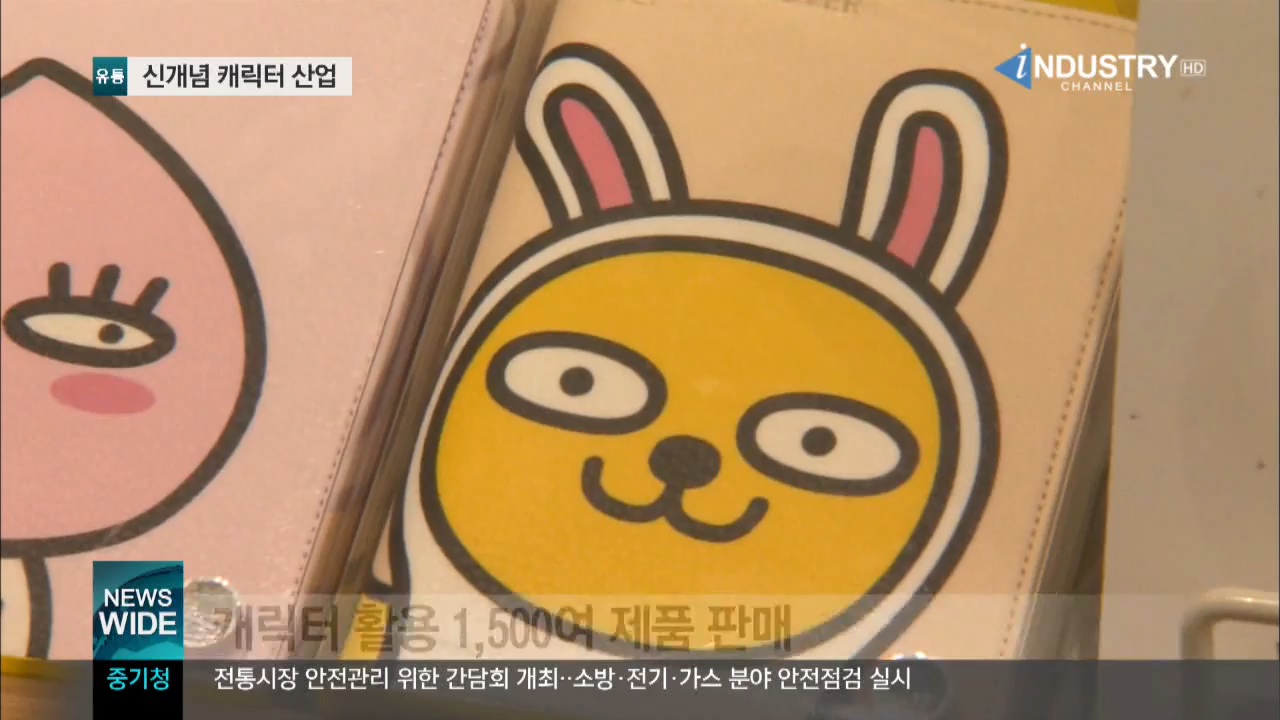 유통 신개념 캐릭터 산업
iNDUSTRY HD
CHANNEL
NEWS
WIDE
캐릭터 활용 1,500여 제품 판매
중기청 전통시장 안전관리 위한 간담회 개최··소방·전기·가스 분야 안전점검 실시